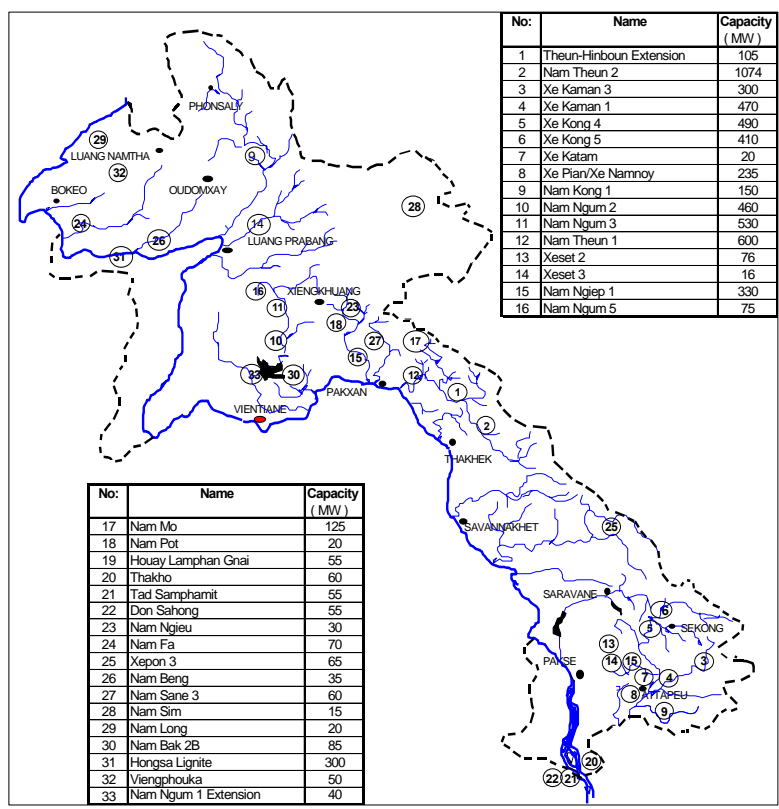 No: Name Capacity
( MW )
1 Theun-Hinboun Extension 105
2 Nam Theun 2 1074
3 Xe Kaman 3 300
4 Xe Kaman 1 470
5 Xe Kong 4 490
6 Xe Kong 5 410
7 Xe Katam 20
8 Xe Pian/Xe Namnoy 235
9 Nam Kong 1 150
10 Nam Ngum 2 460
11 Nam Ngum 3 530
12 Nam Theun 1 600
13 Xeset 2 76
14 Xeset 3 16
15 Nam Ngiep 1 330
16 Nam Ngum 5 75
PHONSALY
29
LUANG NAMTHA
9
32
BOKEO
OUDOMXAY
28
24
14
26
LUANG PRABANG
31
16
XIENGKHUANG
11
23
18
10
27
17
15
33
30
12
PAKXAN
1
VIENTIANE
2
THAKHEK
No: Name Capacity
( MW )
17 Nam Mo 125
18 Nam Pot 20
19 Houay Lamphan Gnai 55
20 Thakho 60
21 Tad Samphamit 55
22 Don Sahong 55
23 Nam Ngieu 30
24 Nam Fa 70
25 Xepon 3 65
26 Nam Beng 35
27 Nam Sane 3 60
28 Nam Sim 15
29 Nam Long 20
30 Nam Bak 2B 85
31 Hongsa Lignite 300
32 Viengphouka 50
33 Nam Ngum 1 Extension 40
SAVANNAKHET
25
SARAVANE
6
5
SEKONG
13
PAKSE
14
15
3
7
4
8
ATTAPEU
9
20
22
21